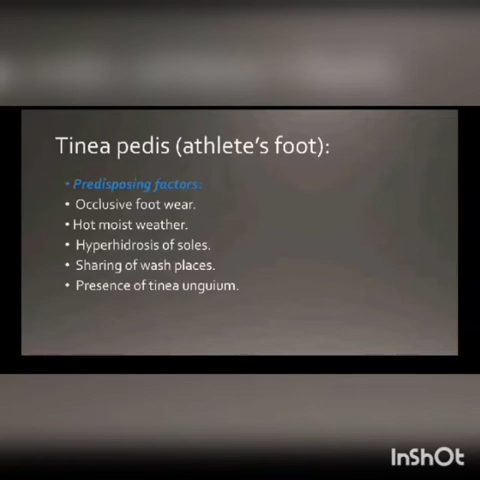 Tinea pedis (athlete's foot):
• Predisposing factors:
• Occlusive foot wear.
• Hot moist weather.
• Hyperhidrosis of soles.
• Sharing of wash places.
• Presence of tinea unguium.
InShOt